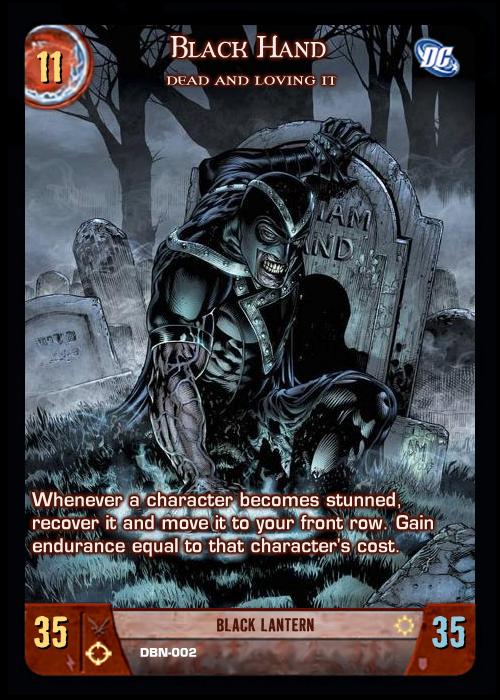 11
BLACK HAND
DEAD AND LOVING IT
DC
IAM
AND
Whenever a character becomes stunned,
recover it and move it to your front row. Gain
endurance equal to that character's cost.
35
BLACK LANTERN
35
DBN-002